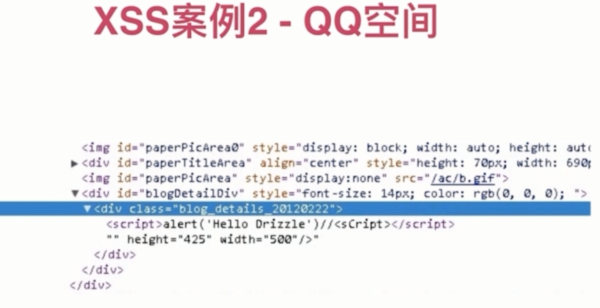 XSS案例2 - QQ空间
<img id="paperPicArea0" style="display: block; width: auto; height: aut
▶<div id="paperTitleArea" align="center" style="height: 70px; width: 690p
<img id="paperPicArea" style="display:none" src="/ac/b.gif">
▼<div id="blogDetailDiv" style="font-size: 14px; color: rgb(0, 0, 0); ">
▼<div class="blog_details_20120222">
<script>alert('Hello Drizzle')//<sCript></script>
"" height="425" width="500"/>"
</div>
</div>
</div>